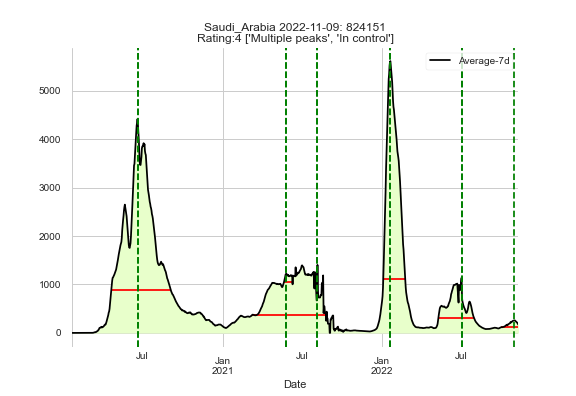 Saudi_Arabia 2022-11-09: 824151
Rating:4 ['Multiple peaks', 'In control']
Average-7d
5000
4000
3000
2000
1000
0
Jul
Jan
2021
Jul
Jan
2022
Jul
Date